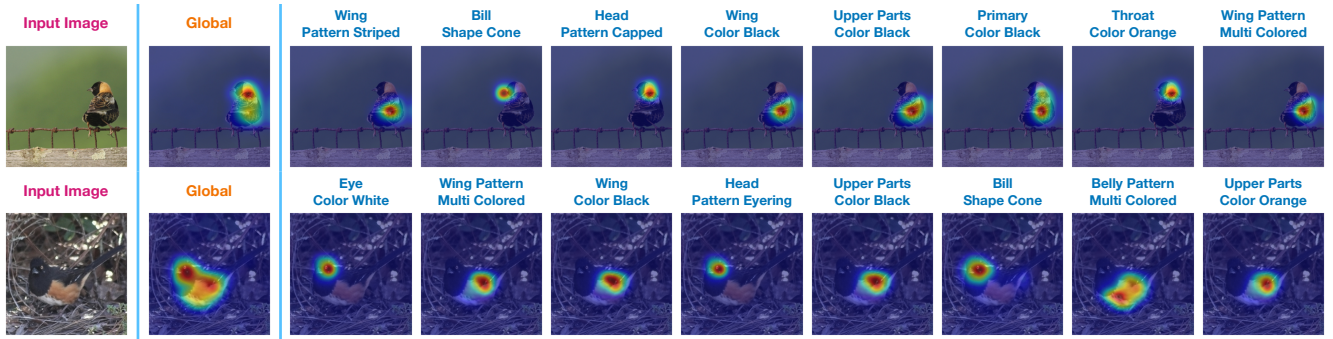 Input Image
Global
Wing
Pattern Striped
Bill
Shape Cone
Head
Pattern Capped
Wing
Color Black
Upper Parts
Color Black
Primary
Color Black
Throat
Color Orange
Wing Pattern
Multi Colored
Input Image
Global
Eye
Color White
Wing Pattern
Multi Colored
Wing
Color Black
Head
Pattern Eyering
Upper Parts
Color Black
Bill
Shape Cone
Belly Pattern
Multi Colored
Upper Parts
Color Orange